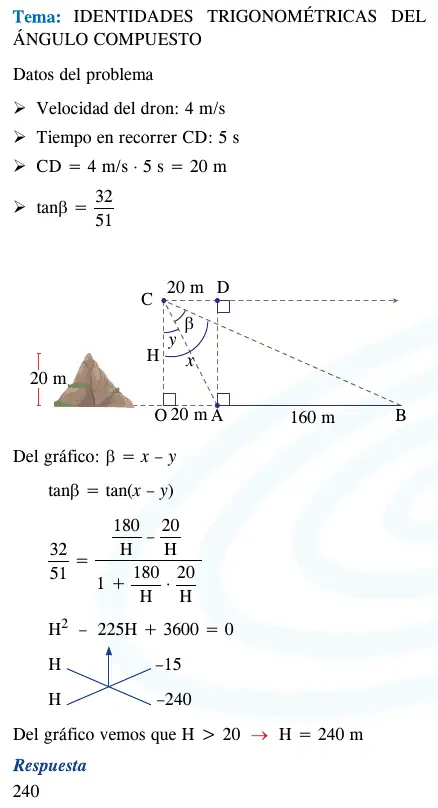 Tema: IDENTIDADES TRIGONOMÉTRICAS DEL
ÁNGULO COMPUESTO
Datos del problema
➢ Velocidad del dron: 4 m/s
➢ Tiempo en recorrer CD: 5 s
➢ CD = 4 m/s · 5 s = 20 m
➢ tanβ = 32/51
20 m D
C
β
y
H
x
20 m
O 20 m A 160 m B
Del gráfico: β = x – y
tanβ = tan(x – y)
32/51 = (180/H – 20/H) / (1 + 180/H · 20/H)
H² – 225H + 3600 = 0
H –15
H –240
Del gráfico vemos que H > 20 → H = 240 m
Respuesta
240